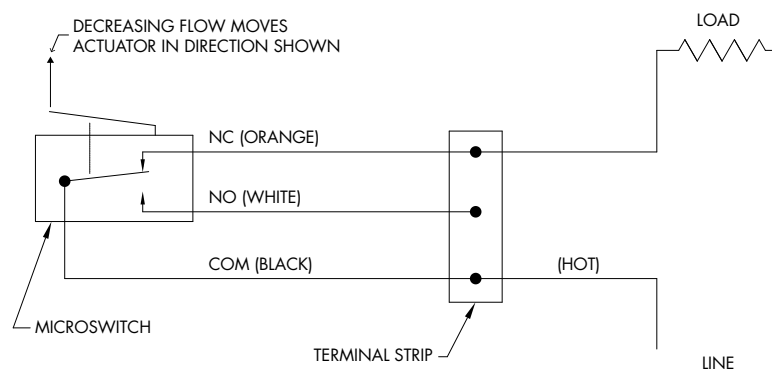 DECREASING FLOW MOVES
ACTUATOR IN DIRECTION SHOWN
LOAD
NC (ORANGE)
NO (WHITE)
COM (BLACK)
(HOT)
MICROSWITCH
TERMINAL STRIP
LINE